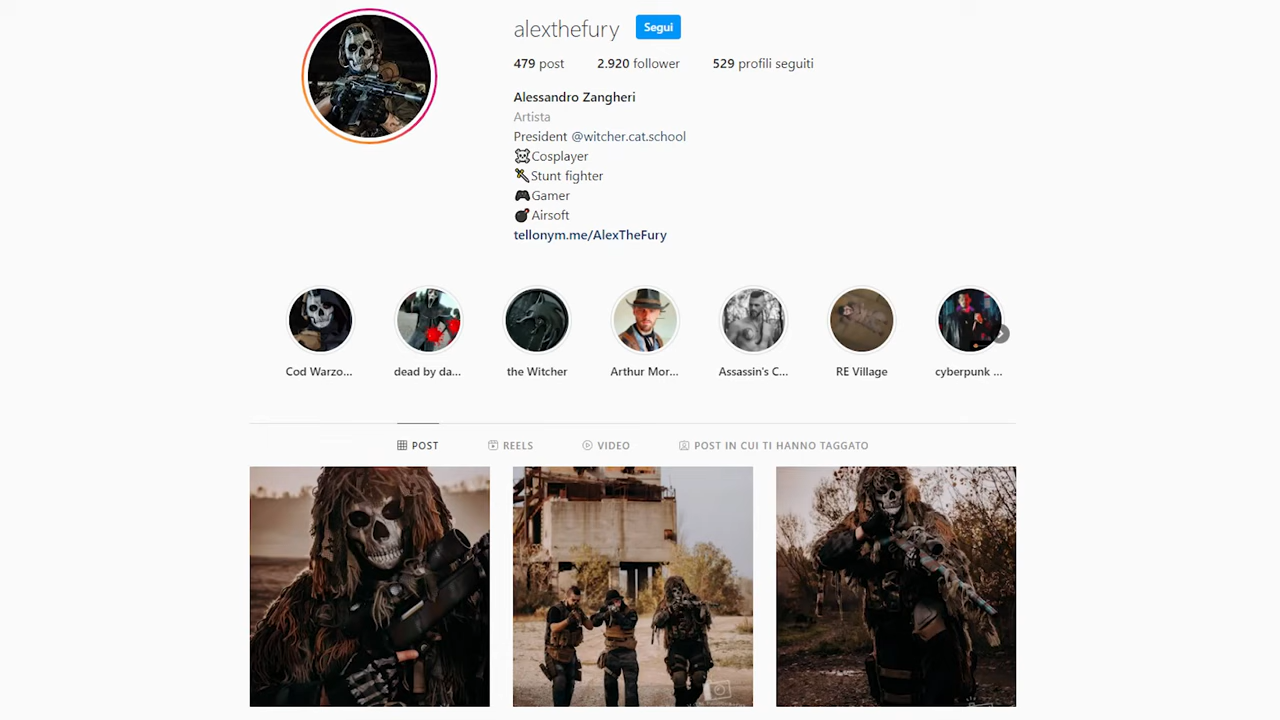 alexthefury Segui
479 post 2.920 follower 529 profili seguiti
Alessandro Zangheri
Artista
President @witcher.cat.school
Cosplayer
Stunt fighter
Gamer
Airsoft
tellonym.me/AlexTheFury
Cod Warzo... dead by da... the Witcher Arthur Mor... Assassin's C... RE Village cyberpunk ...
POST REELS VIDEO POST IN CUI TI HANNO TAGGATO